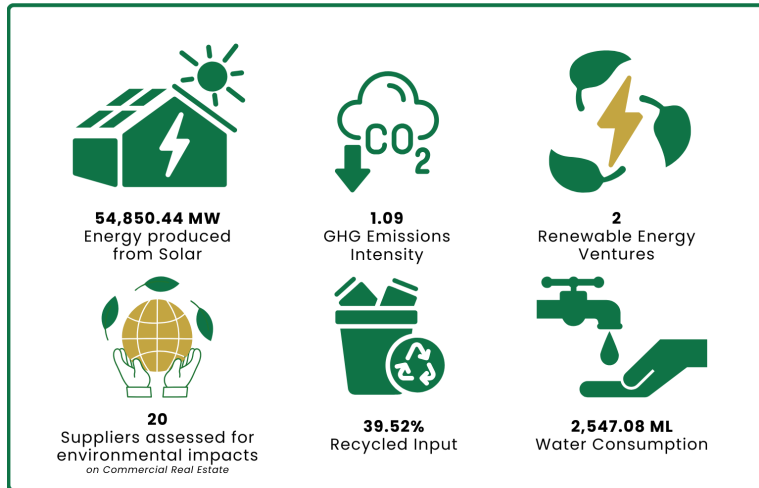 CO2
54,850.44 MW
Energy produced
from Solar
1.09
GHG Emissions
Intensity
2
Renewable Energy
Ventures
20
Suppliers assessed for
environmental impacts
on Commercial Real Estate
39.52%
Recycled Input
2,547.08 ML
Water Consumption